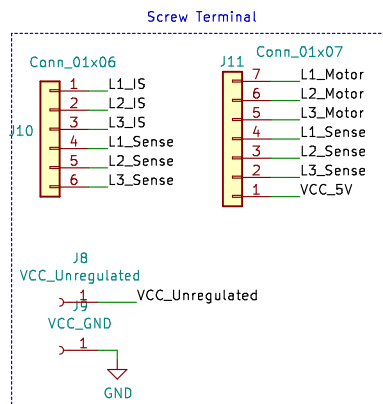 Screw Terminal
Conn_01x06
J10
1 L1_IS
2 L2_IS
3 L3_IS
4 L1_Sense
5 L2_Sense
6 L3_Sense
Conn_01x07
J11
7 L1_Motor
6 L2_Motor
5 L3_Motor
4 L1_Sense
3 L2_Sense
2 L3_Sense
1 VCC_5V
J8
VCC_Unregulated
1 VCC_Unregulated
J9
VCC_GND
1
GND